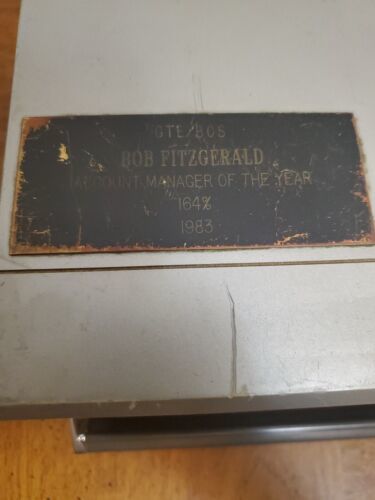 GTE/BOS
BOB FITZGERALD
ACCOUNT MANAGER OF THE YEAR
164%
1983